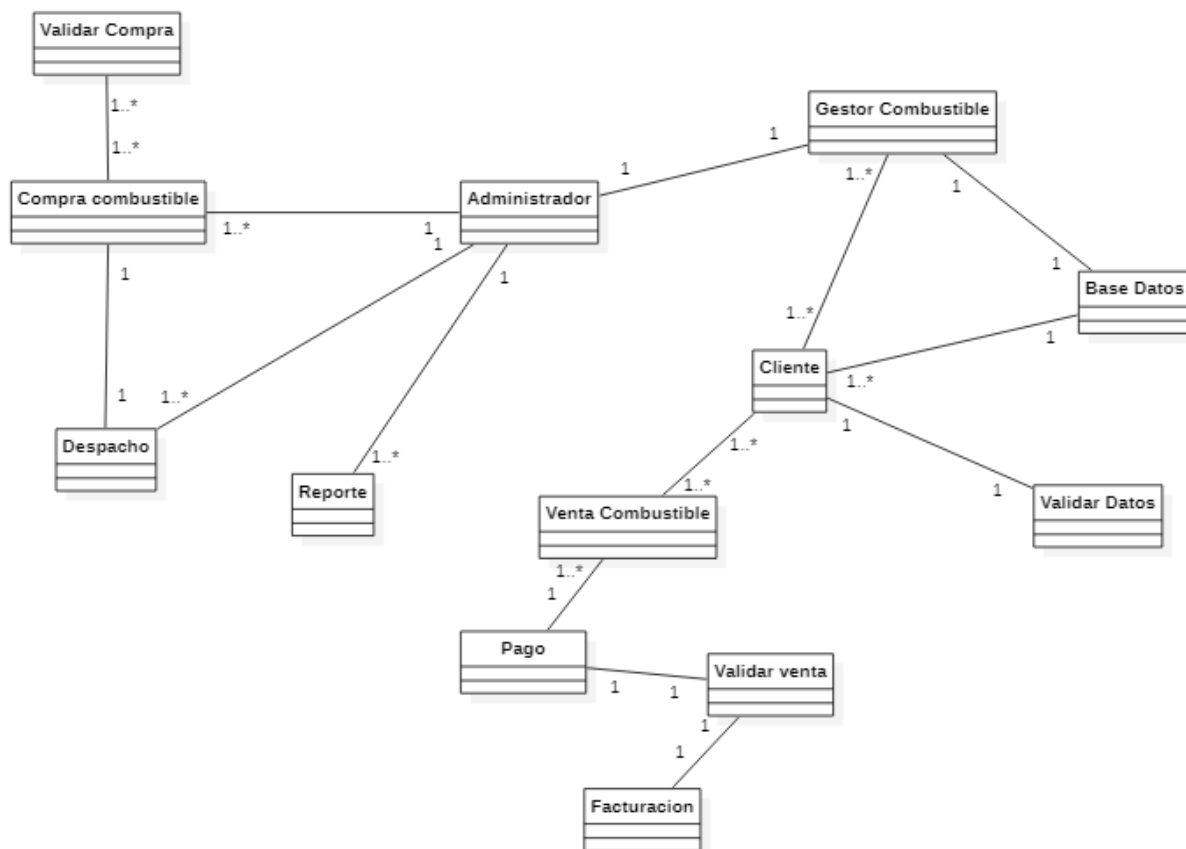 Validar Compra
1..*
1..*
Compra combustible
1..*
1
Administrador
1
1
Gestor Combustible
1..*
1..*
1
1
Base Datos
1
1..*
Cliente
1
1
Validar Datos
1
1
Despacho
1
1..*
1
1..*
Reporte
1..*
1..*
Venta Combustible
1..*
1
Pago
1
1
Validar venta
1
1
Facturacion